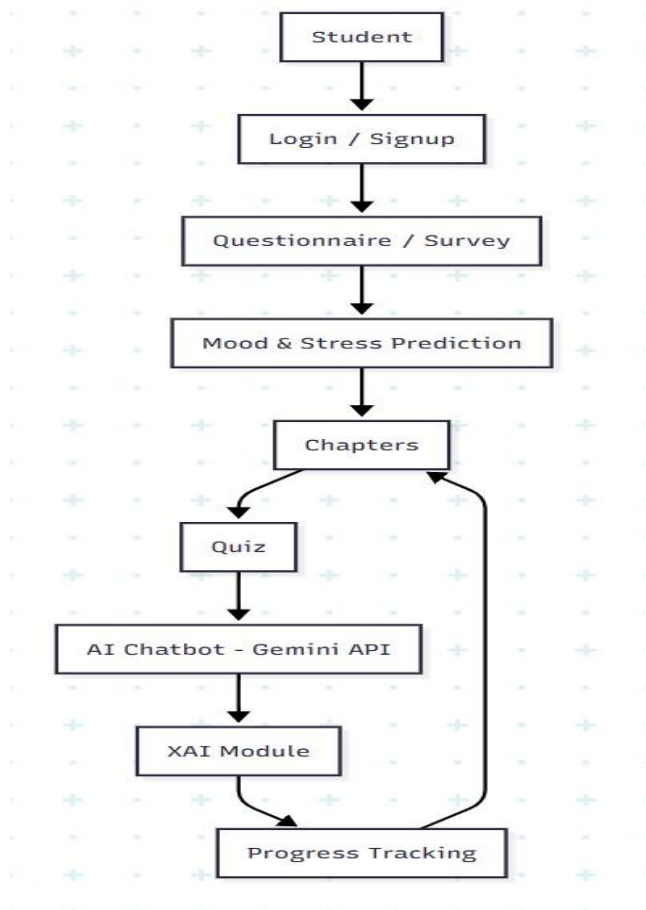 Student
Login / Signup
Questionnaire / Survey
Mood & Stress Prediction
Chapters
Quiz
AI Chatbot - Gemini API
XAI Module
Progress Tracking